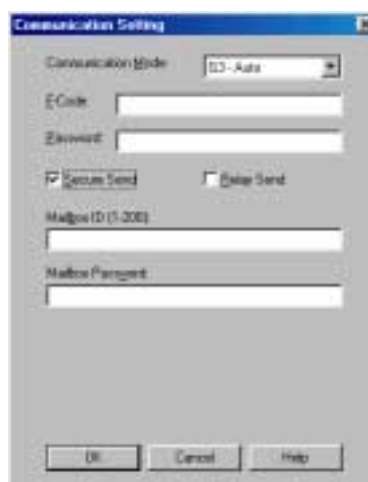 Communication Setting
Communication Mode: G3 - Auto
F-Code:
Password:
Secure Send Relay Send
Mailbox ID (1-200)
Mailbox Password:
OK Cancel Help